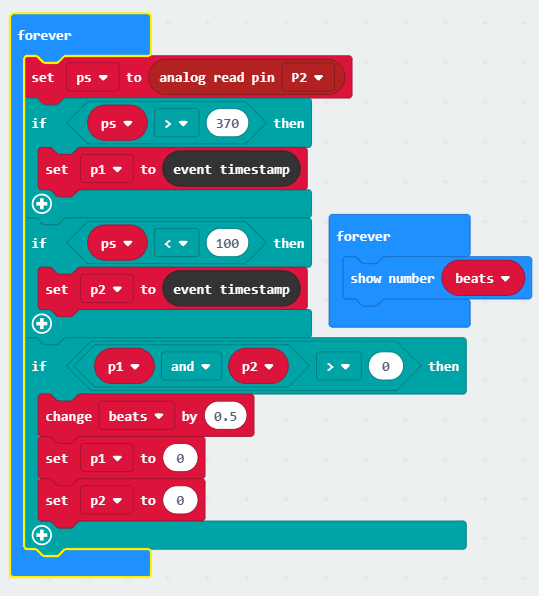 forever
set ps to analog read pin P2
if ps > 370 then
set p1 to event timestamp
if ps < 100 then
set p2 to event timestamp
if p1 and p2 > 0 then
change beats by 0.5
set p1 to 0
set p2 to 0
forever
show number beats